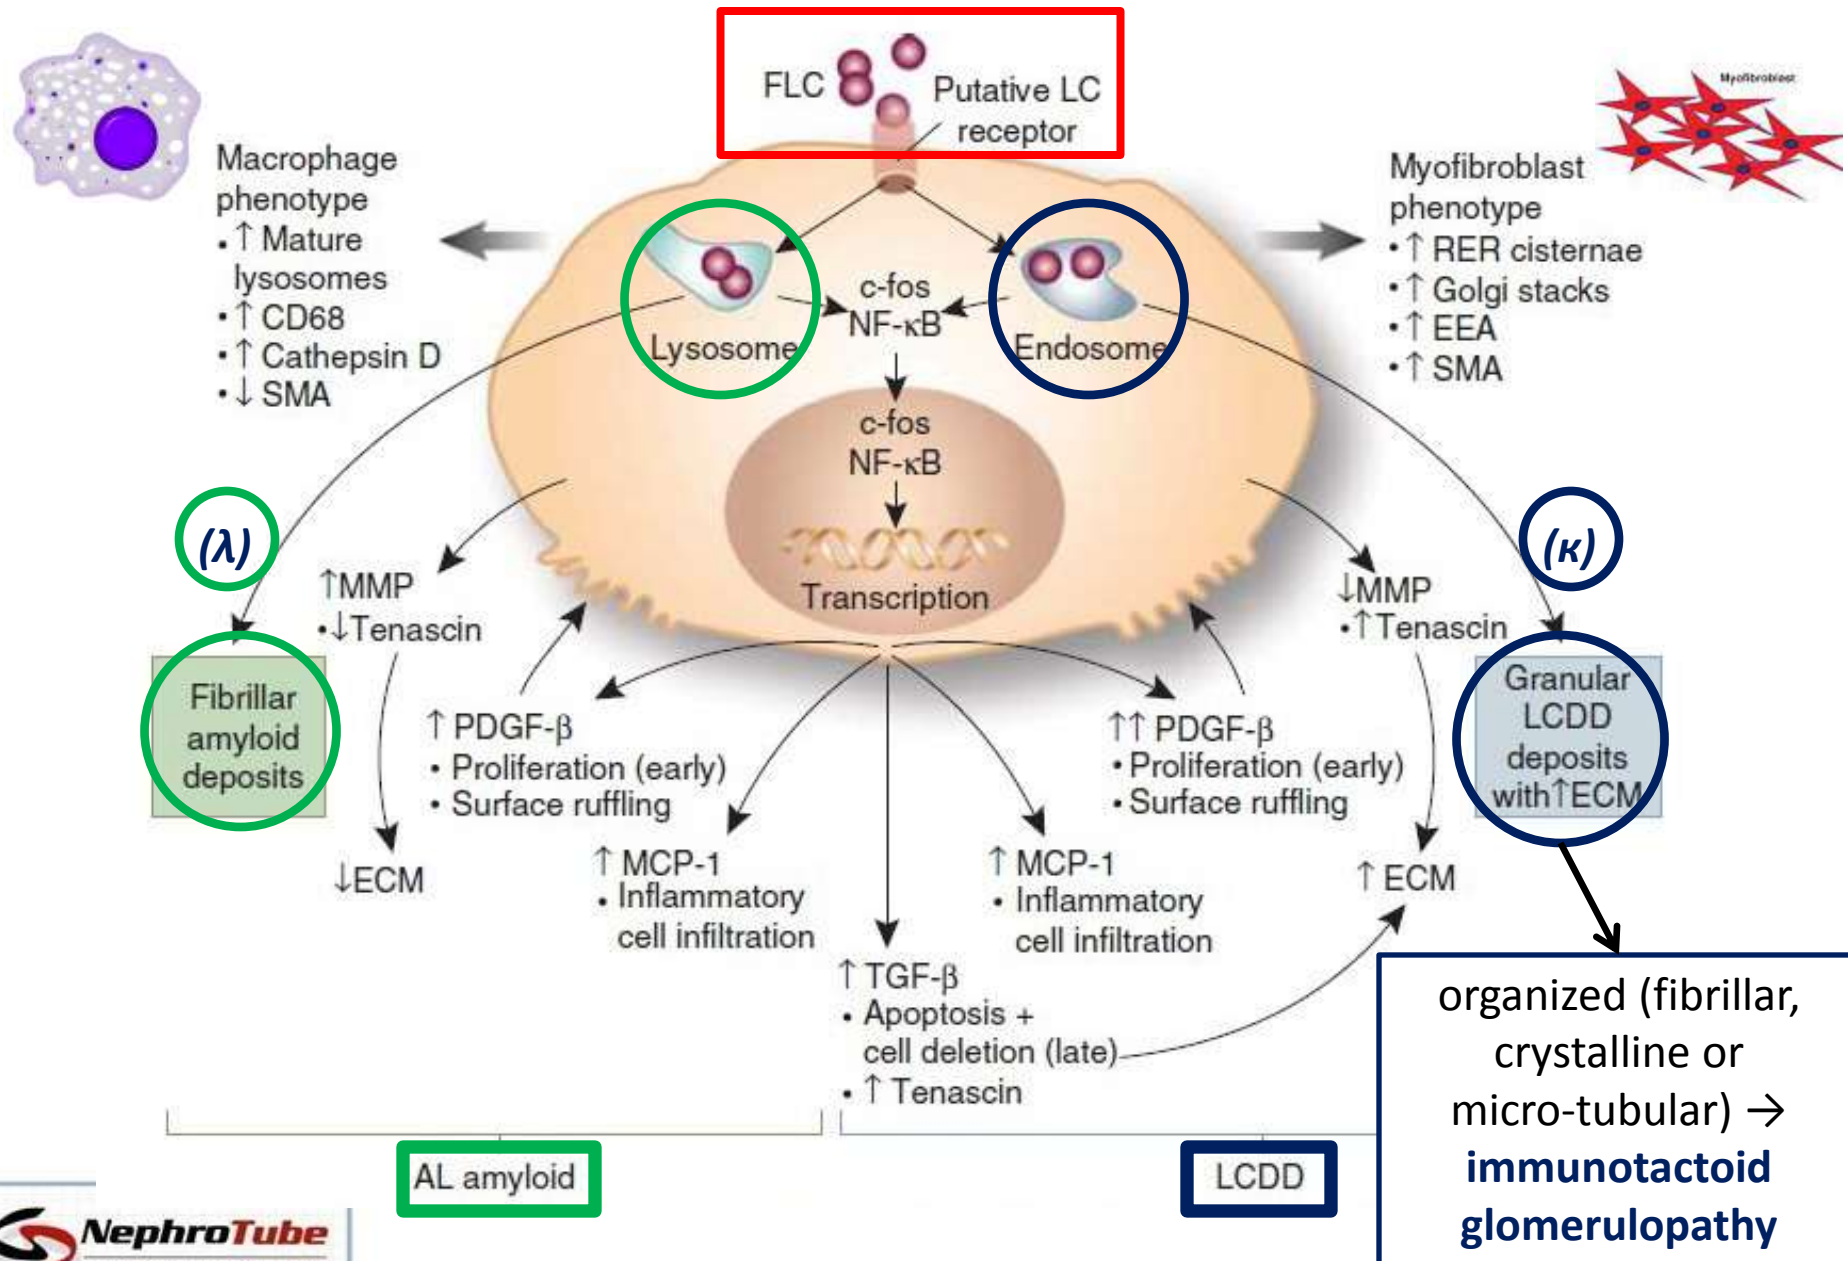 FLC
Putative LC
receptor
Myofibroblast
Macrophage
phenotype
• ↑ Mature
lysosomes
• ↑ CD68
• ↑ Cathepsin D
• ↓ SMA
Myofibroblast
phenotype
• ↑ RER cisternae
• ↑ Golgi stacks
• ↑ EEA
• ↑ SMA
Lysosome
c-fos
NF-κB
Endosome
c-fos
NF-κB
Transcription
(λ)
(κ)
↑MMP
•↓Tenascin
↓MMP
•↑Tenascin
Fibrillar
amyloid
deposits
Granular
LCDD
deposits
with↑ECM
↑ PDGF-β
• Proliferation (early)
• Surface ruffling
↑↑ PDGF-β
• Proliferation (early)
• Surface ruffling
↓ECM
↑ MCP-1
• Inflammatory
cell infiltration
↑ MCP-1
• Inflammatory
cell infiltration
↑ ECM
↑ TGF-β
• Apoptosis +
cell deletion (late)
• ↑ Tenascin
organized (fibrillar,
crystalline or
micro-tubular) →
immunotactoid
glomerulopathy
AL amyloid
LCDD
NephroTube